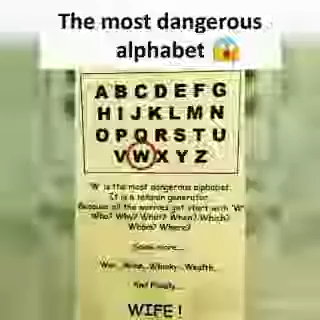 The most dangerous
alphabet 😱
A B C D E F G
H I J K L M N
O P Q R S T U
V W X Y Z
'W' is the most dangerous alphabet.
It is a tension generator.
Because all the worries get start with 'W'
Who? Why? What? When? Which?
Whom? Where?
Some more...
War...Wine...Whisky...Wealth...
And Finally....
WIFE !